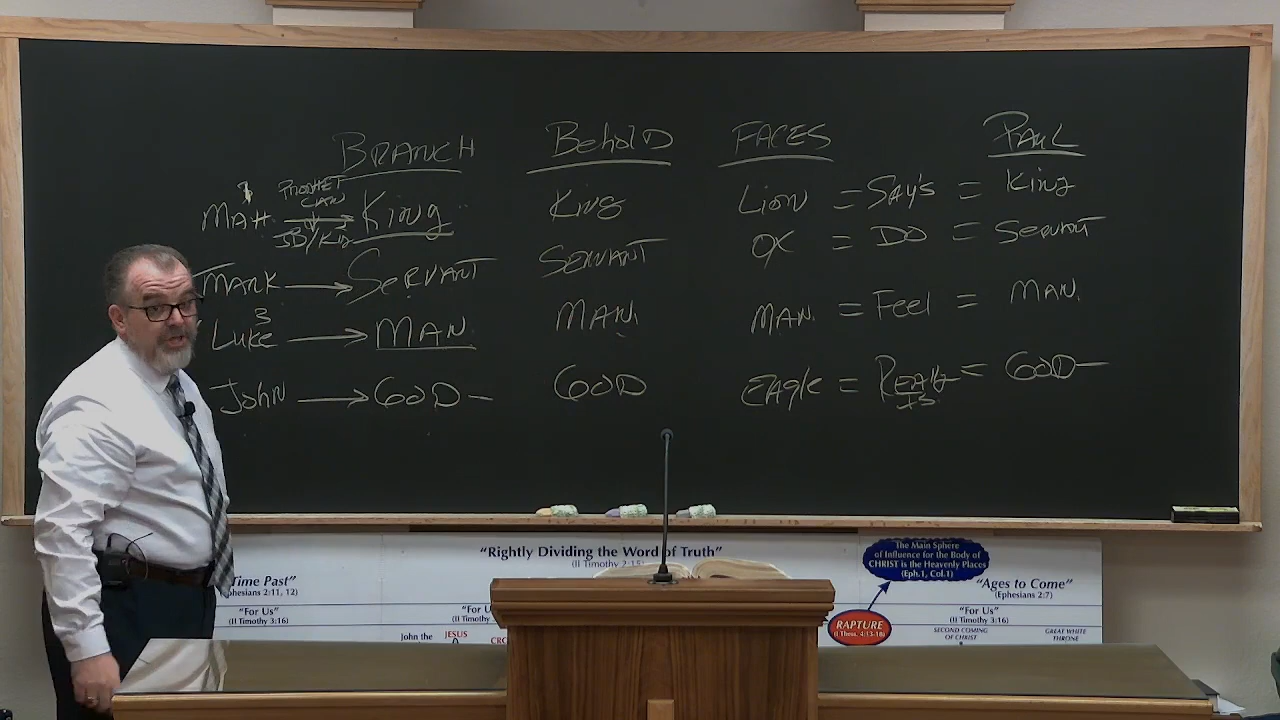 BRANCH Behold FACES PAUL
1 PROPHET
Matt King King Lion = Say's = King
Mark SERVANT SERVANT OX = DO = Servant
3
Luke MAN. MAN. MAN. = Feel = MAN.
John GOD GOD EAgle = REAlly = GOD
Is
"Rightly Dividing the Word of Truth"
(II Timothy 2:15
The Main Sphere
of Influence for the Body of
CHRIST is the Heavenly Places
(Eph.1, Col.1)
Time Past" "Ages to Come"
phesians 2:11, 12) (Ephesians 2:7)
"For Us" "For U "For Us"
(II Timothy 3:16) (II Timothy 3:16)
RAPTURE
(I Thess. 4:13-18)
John the JESUS CRO SECOND COMING
OF CHRIST GREAT WHITE
THRONE